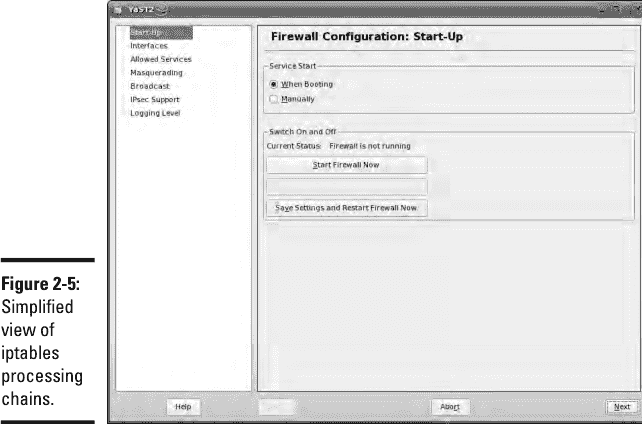 YaST2
Start-Up
Interfaces
Allowed Services
Masquerading
Broadcast
IPsec Support
Logging Level
Firewall Configuration: Start-Up
Service Start
When Booting
Manually
Switch On and Off
Current Status: Firewall is not running
Start Firewall Now
Save Settings and Restart Firewall Now
Help
Abort
Next
Figure 2-5:
Simplified
view of
iptables
processing
chains.